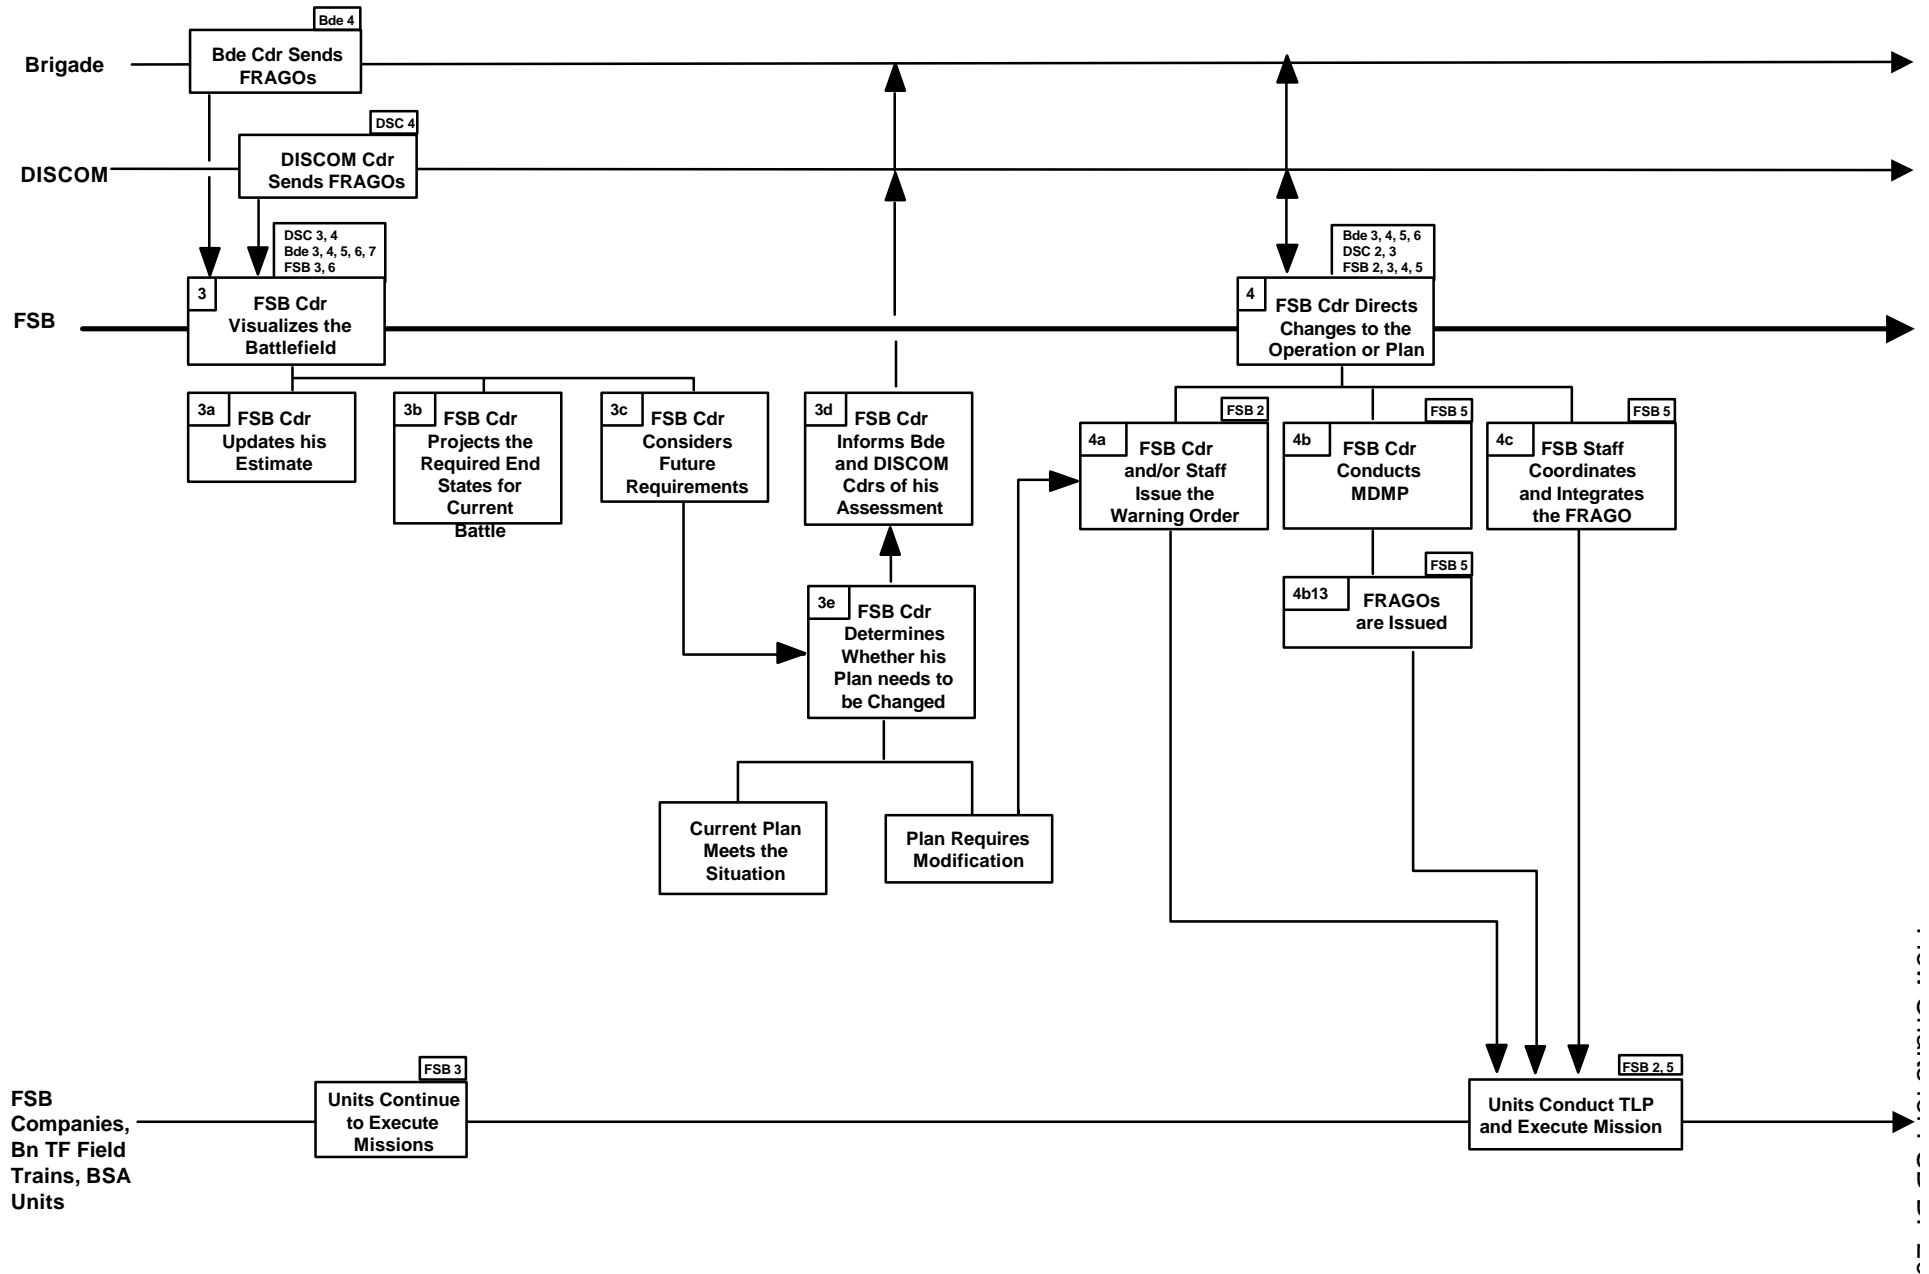 Bde 4
Brigade
Bde Cdr Sends
FRAGOs
DSC 4
DISCOM
DISCOM Cdr
Sends FRAGOs
DSC 3, 4
Bde 3, 4, 5, 6, 7
FSB 3, 6
Bde 3, 4, 5, 6
DSC 2, 3
FSB 2, 3, 4, 5
FSB
3
FSB Cdr
Visualizes the
Battlefield
4
FSB Cdr Directs
Changes to the
Operation or Plan
3a
FSB Cdr
Updates his
Estimate
3b
FSB Cdr
Projects the
Required End
States for
Current
Battle
3c
FSB Cdr
Considers
Future
Requirements
3d
FSB Cdr
Informs Bde
and DISCOM
Cdrs of his
Assessment
FSB 2
4a
FSB Cdr
and/or Staff
Issue the
Warning Order
FSB 5
4b
FSB Cdr
Conducts
MDMP
FSB 5
4c
FSB Staff
Coordinates
and Integrates
the FRAGO
FSB 5
4b13
FRAGOs
are Issued
3e
FSB Cdr
Determines
Whether his
Plan needs to
be Changed
Current Plan
Meets the
Situation
Plan Requires
Modification
FSB
Companies,
Bn TF Field
Trains, BSA
Units
FSB 3
Units Continue
to Execute
Missions
FSB 2, 5
Units Conduct TLP
and Execute Mission